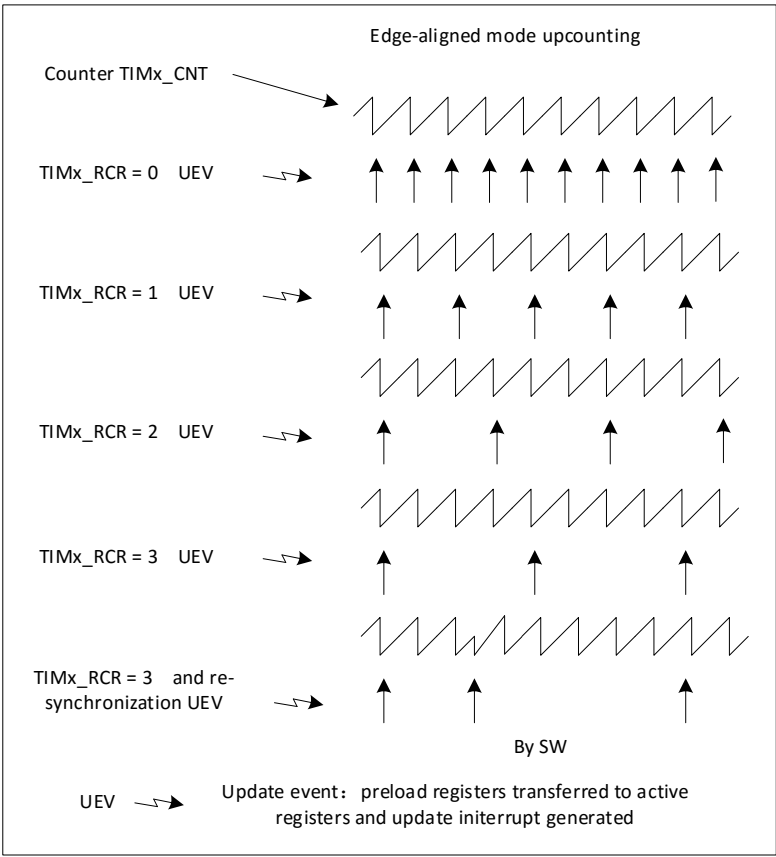 Edge-aligned mode upcounting
Counter TIMx_CNT
TIMx_RCR = 0 UEV
TIMx_RCR = 1 UEV
TIMx_RCR = 2 UEV
TIMx_RCR = 3 UEV
TIMx_RCR = 3 and re-
synchronization UEV
By SW
UEV
Update event：preload registers transferred to active
registers and update initerrupt generated